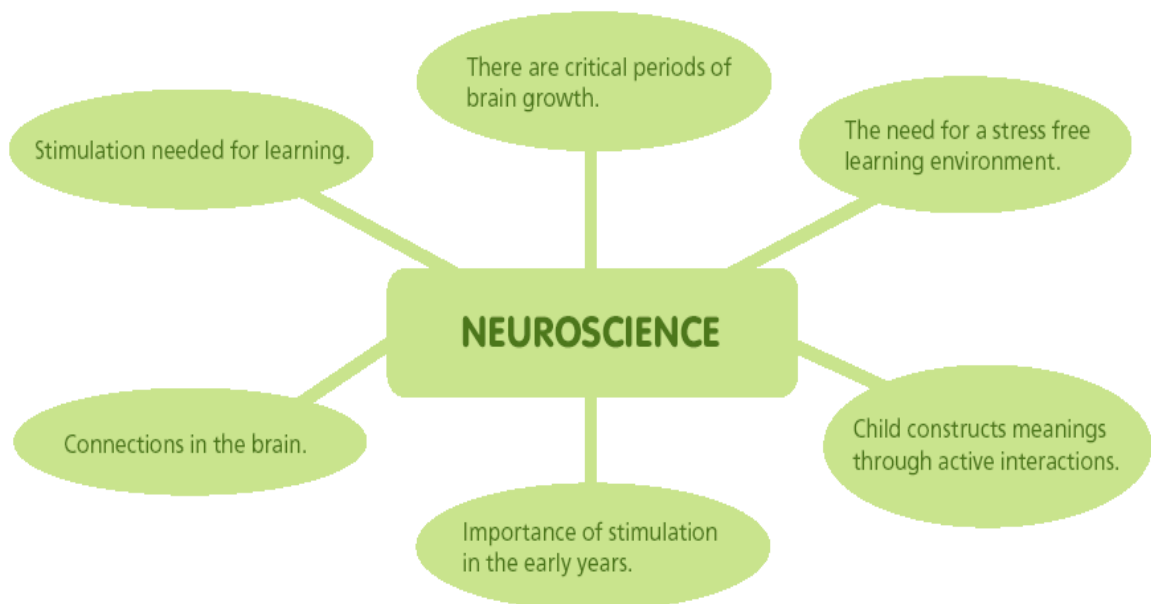 There are critical periods of
brain growth.
Stimulation needed for learning.
The need for a stress free
learning environment.
NEUROSCIENCE
Connections in the brain.
Child constructs meanings
through active interactions.
Importance of stimulation
in the early years.